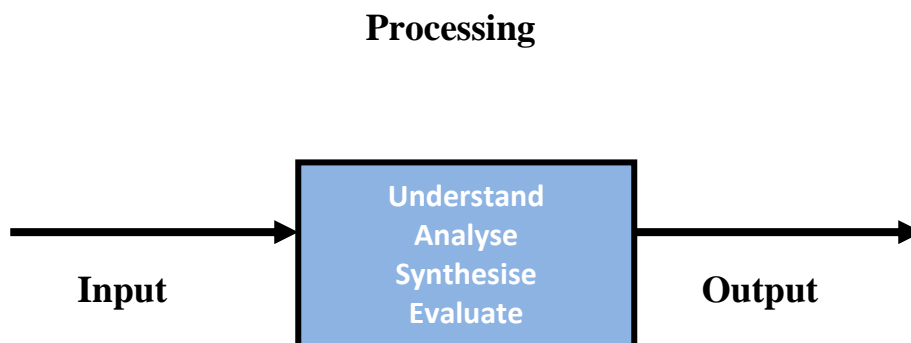 Processing
Understand
Analyse
Synthesise
Evaluate
Input
Output